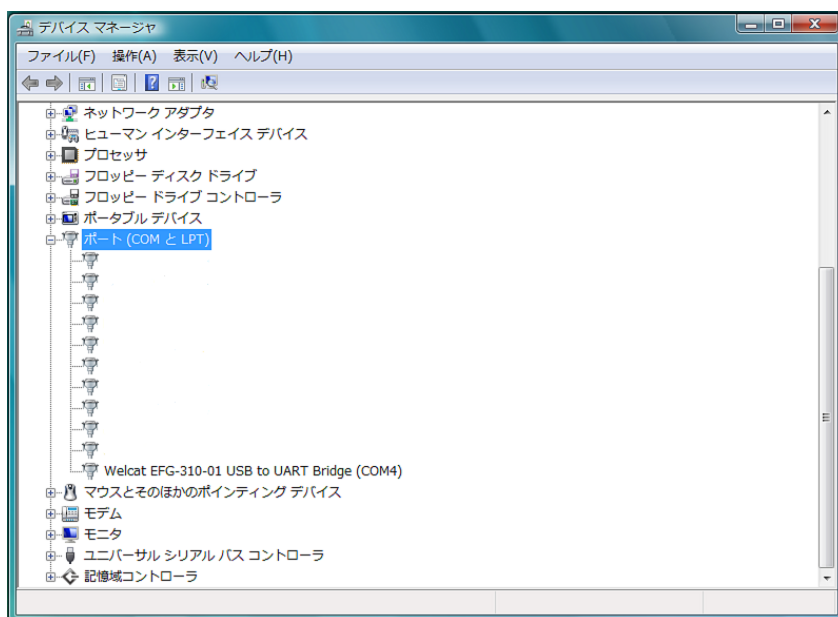 デバイス マネージャ
ファイル(F) 操作(A) 表示(V) ヘルプ(H)
ネットワーク アダプタ
ヒューマン インターフェイス デバイス
プロセッサ
フロッピー ディスク ドライブ
フロッピー ドライブ コントローラ
ポータブル デバイス
ポート (COM と LPT)
Welcat EFG-310-01 USB to UART Bridge (COM4)
マウスとそのほかのポインティング デバイス
モデム
モニタ
ユニバーサル シリアル バス コントローラ
記憶域コントローラ